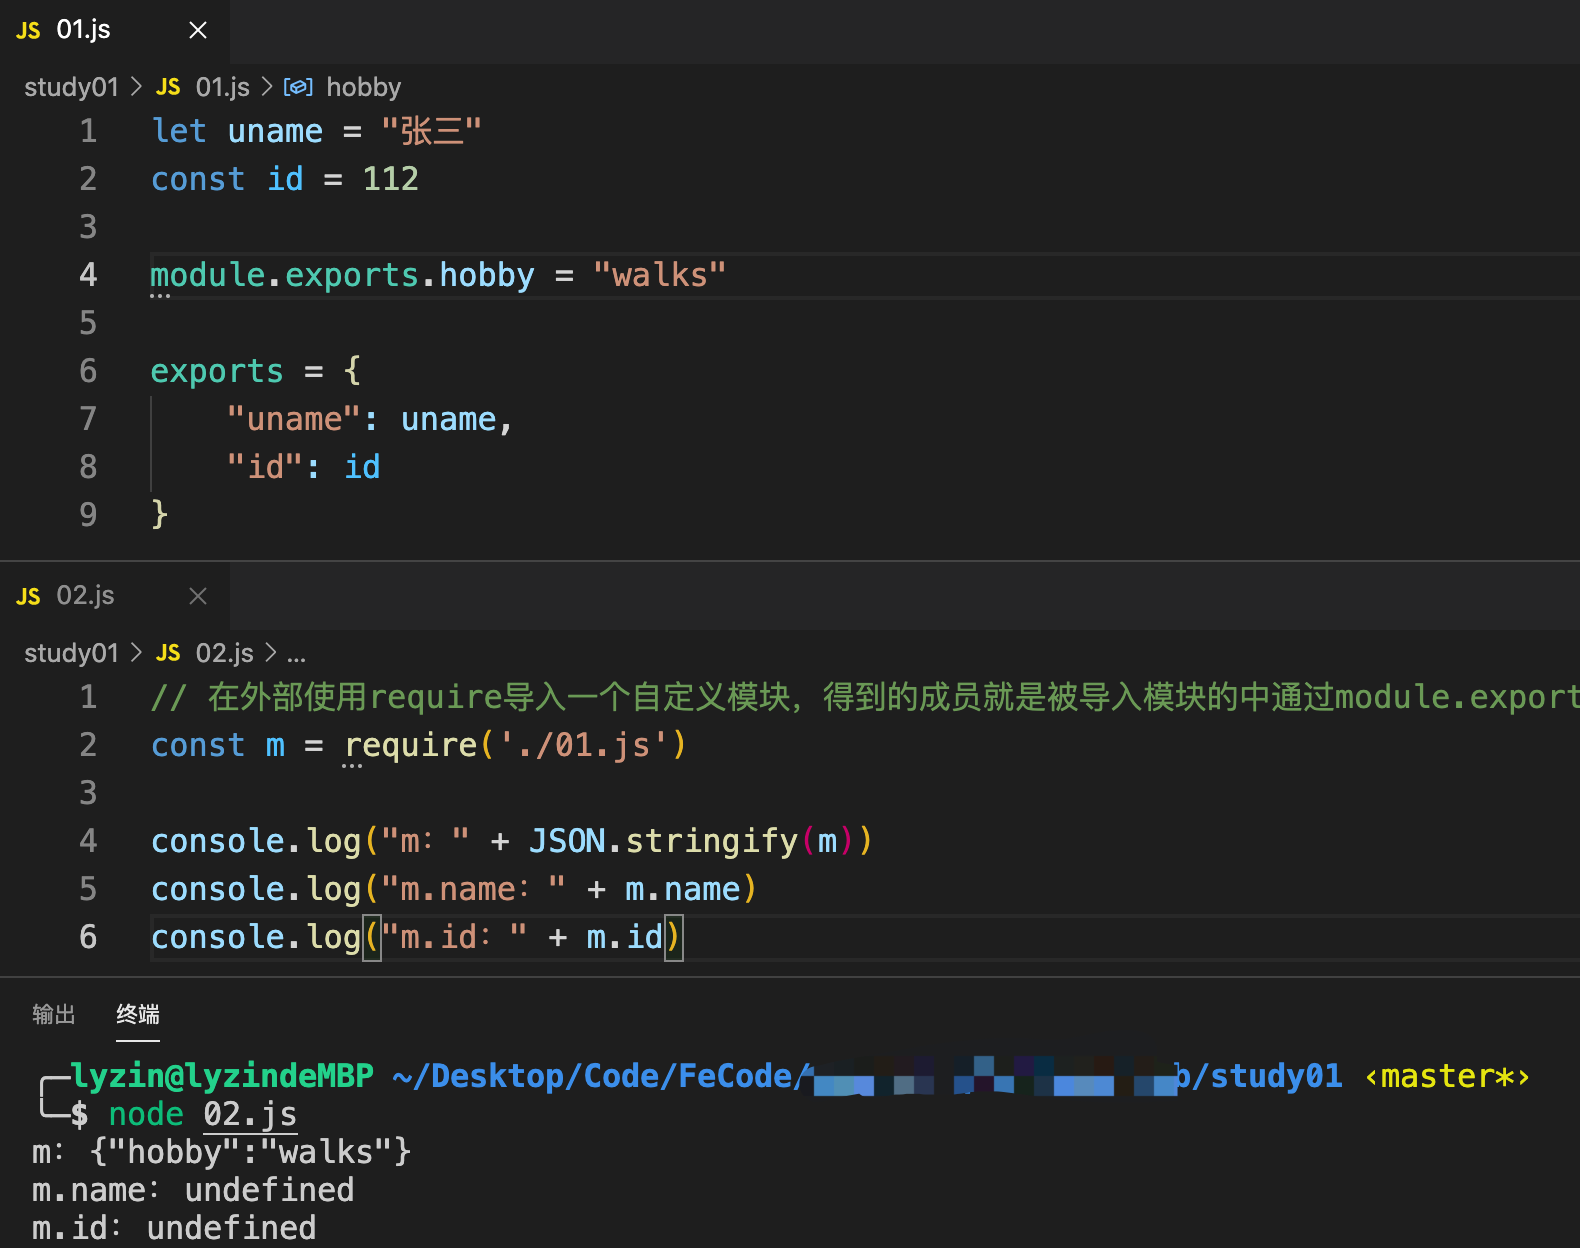 JS 01.js
study01 > JS 01.js > hobby
1 let uname = "张三"
2 const id = 112
3
4 module.exports.hobby = "walks"
5
6 exports = {
7     "uname": uname,
8     "id": id
9 }
JS 02.js
study01 > JS 02.js > ...
1 // 在外部使用require导入一个自定义模块，得到的成员就是被导入模块的中通过module.export
2 const m = require('./01.js')
3
4 console.log("m：" + JSON.stringify(m))
5 console.log("m.name：" + m.name)
6 console.log("m.id：" + m.id)
输出 终端
lyzin@lyzindeMBP ~/Desktop/Code/FeCode/ b/study01 ‹master*›
$ node 02.js
m：{"hobby":"walks"}
m.name：undefined
m.id：undefined